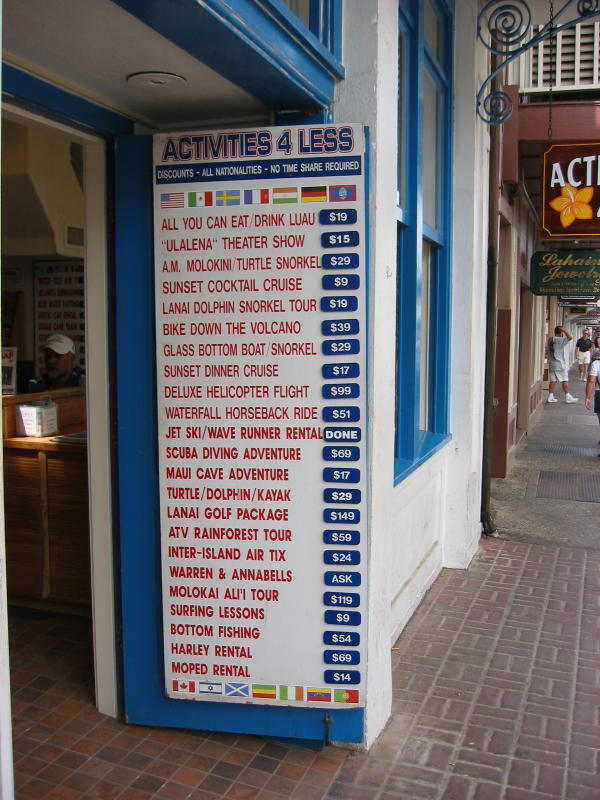 ACTIVITIES 4 LESS
DISCOUNTS - ALL NATIONALITIES - NO TIME SHARE REQUIRED
ALL YOU CAN EAT/DRINK LUAU $19
"ULALENA" THEATER SHOW $15
A.M. MOLOKINI/TURTLE SNORKEL $29
SUNSET COCKTAIL CRUISE $9
LANAI DOLPHIN SNORKEL TOUR $19
BIKE DOWN THE VOLCANO $39
GLASS BOTTOM BOAT/SNORKEL $29
SUNSET DINNER CRUISE $17
DELUXE HELICOPTER FLIGHT $99
WATERFALL HORSEBACK RIDE $51
JET SKI/WAVE RUNNER RENTAL DONE
SCUBA DIVING ADVENTURE $69
MAUI CAVE ADVENTURE $17
TURTLE/DOLPHIN/KAYAK $29
LANAI GOLF PACKAGE $149
ATV RAINFOREST TOUR $59
INTER-ISLAND AIR TIX $24
WARREN & ANNABELLS ASK
MOLOKAI ALI'I TOUR $119
SURFING LESSONS $9
BOTTOM FISHING $54
HARLEY RENTAL $69
MOPED RENTAL $14
ACT
Lahain
Jewelr